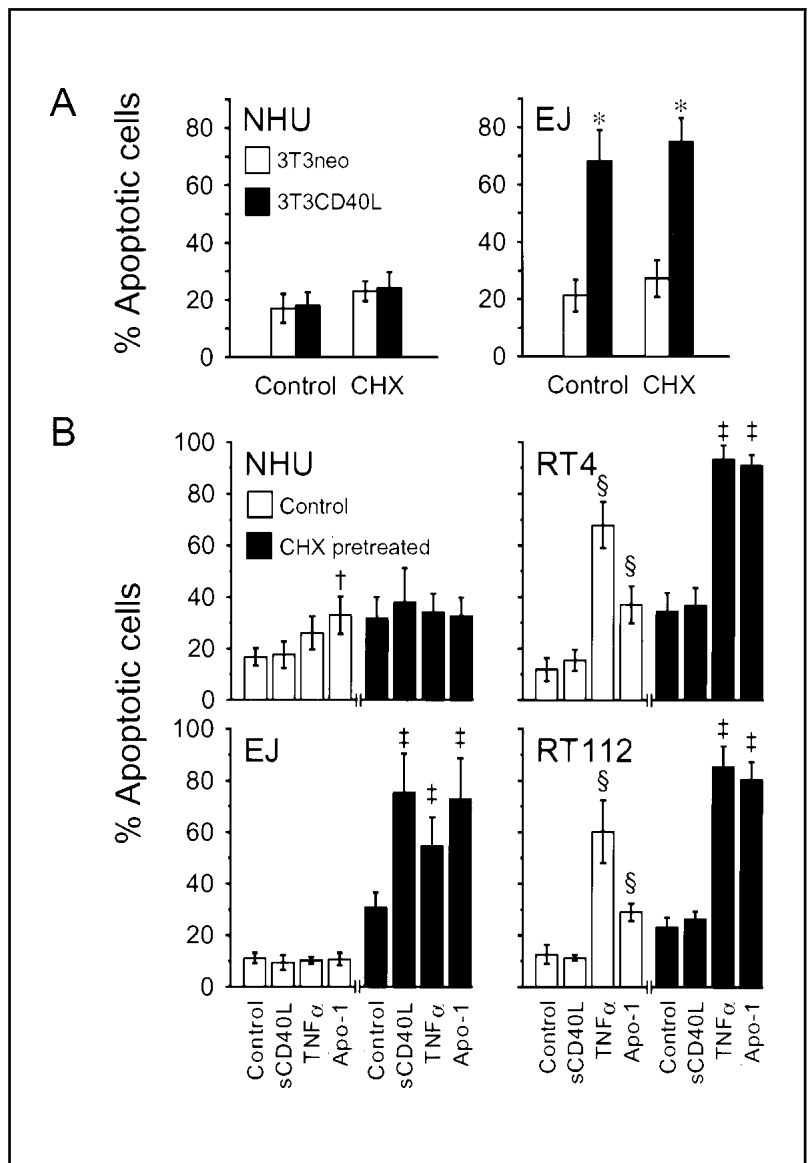 A
% Apoptotic cells
80
60
40
20
0
NHU
3T3neo
3T3CD40L
Control CHX
80
60
40
20
0
EJ
*
*
Control CHX
B
% Apoptotic cells
100
80
60
40
20
0
NHU
Control
CHX pretreated
†
RT4
§
§
‡
‡
100
80
60
40
20
0
EJ
‡
‡
‡
Control
sCD40L
TNFα
Apo-1
Control
sCD40L
TNFα
Apo-1
RT112
§
§
‡
‡
Control
sCD40L
TNFα
Apo-1
Control
sCD40L
TNFα
Apo-1